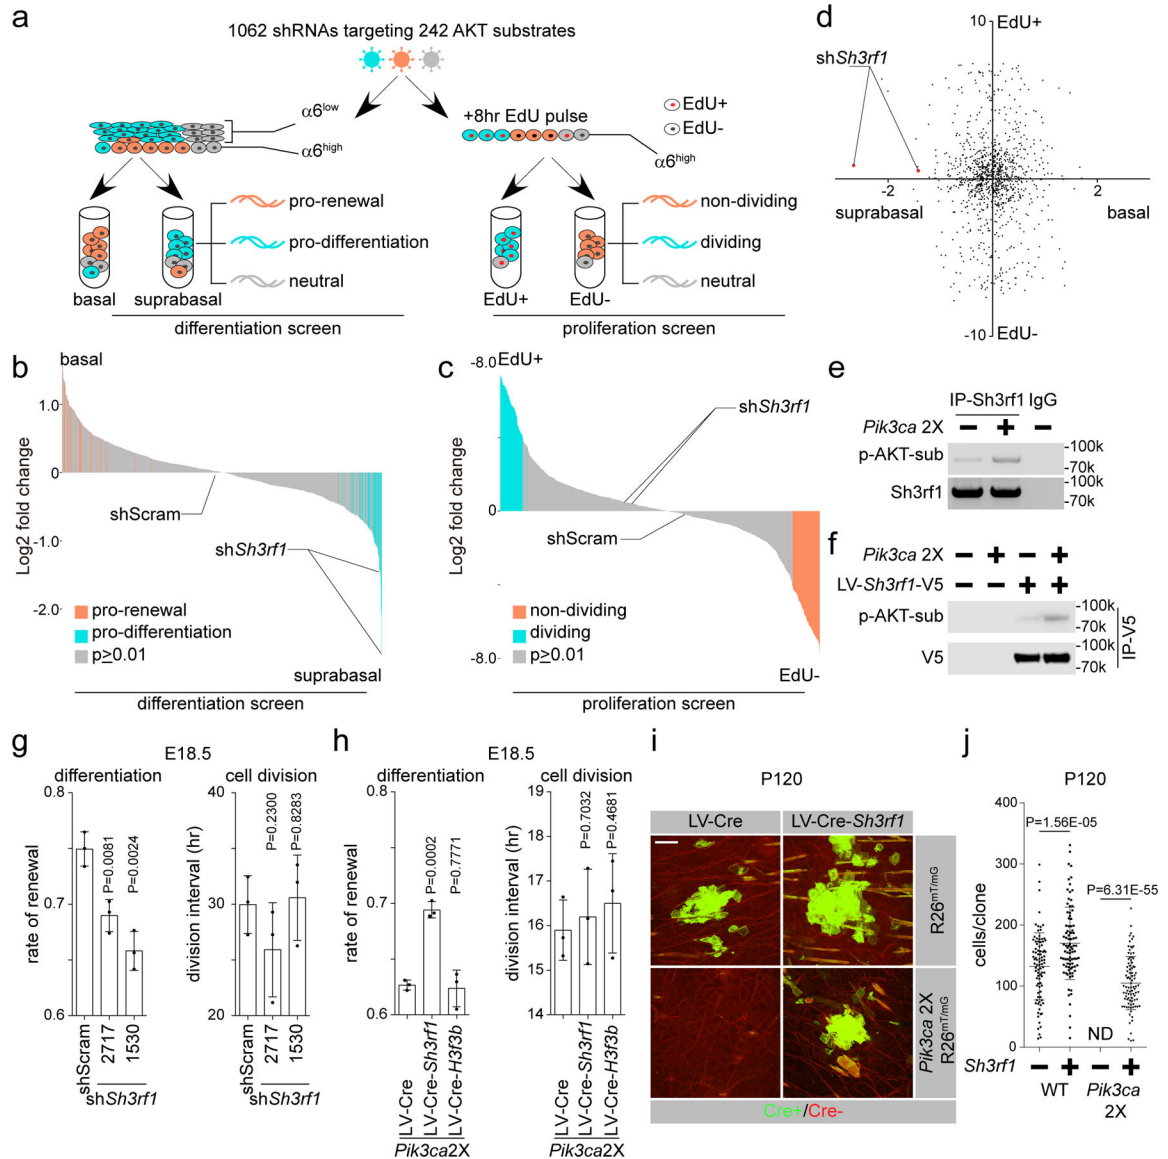 a
1062 shRNAs targeting 242 AKT substrates
α6low
α6high
+8hr EdU pulse
EdU+
EdU-
α6high
pro-renewal
pro-differentiation
neutral
basal
suprabasal
differentiation screen
non-dividing
dividing
neutral
EdU+
EdU-
proliferation screen
d
10
EdU+
shSh3rf1
-2
2
suprabasal
basal
-10
EdU-
b
basal
1.0
0
-1.0
-2.0
Log2 fold change
shScram
shSh3rf1
pro-renewal
pro-differentiation
p≥0.01
suprabasal
differentiation screen
c
-8.0
EdU+
0
-8.0
Log2 fold change
shSh3rf1
shScram
non-dividing
dividing
p≥0.01
EdU-
proliferation screen
e
IP-Sh3rf1 IgG
Pik3ca 2X − + −
p-AKT-sub
-100k
-70k
Sh3rf1
-100k
-70k
f
Pik3ca 2X − + − +
LV-Sh3rf1-V5 − − + +
p-AKT-sub
-100k
-70k
V5
-100k
-70k
IP-V5
g
E18.5
differentiation
0.8
0.7
0.6
rate of renewal
P=0.0081
P=0.0024
shScram
2717
1530
shSh3rf1
cell division
40
30
20
division interval (hr)
P=0.2300
P=0.8283
shScram
2717
1530
shSh3rf1
h
E18.5
differentiation
0.8
0.7
0.6
rate of renewal
P=0.0002
P=0.7771
LV-Cre
LV-Cre-Sh3rf1
LV-Cre-H3f3b
Pik3ca2X
cell division
19
18
17
16
15
14
division interval (hr)
P=0.7032
P=0.4681
LV-Cre
LV-Cre-Sh3rf1
LV-Cre-H3f3b
Pik3ca2X
i
P120
LV-Cre
LV-Cre-Sh3rf1
R26mT/mG
Pik3ca 2X
R26mT/mG
Cre+/Cre-
j
P120
400
300
200
100
0
cells/clone
P=1.56E-05
P=6.31E-55
ND
Sh3rf1 − + − +
WT
Pik3ca
2X